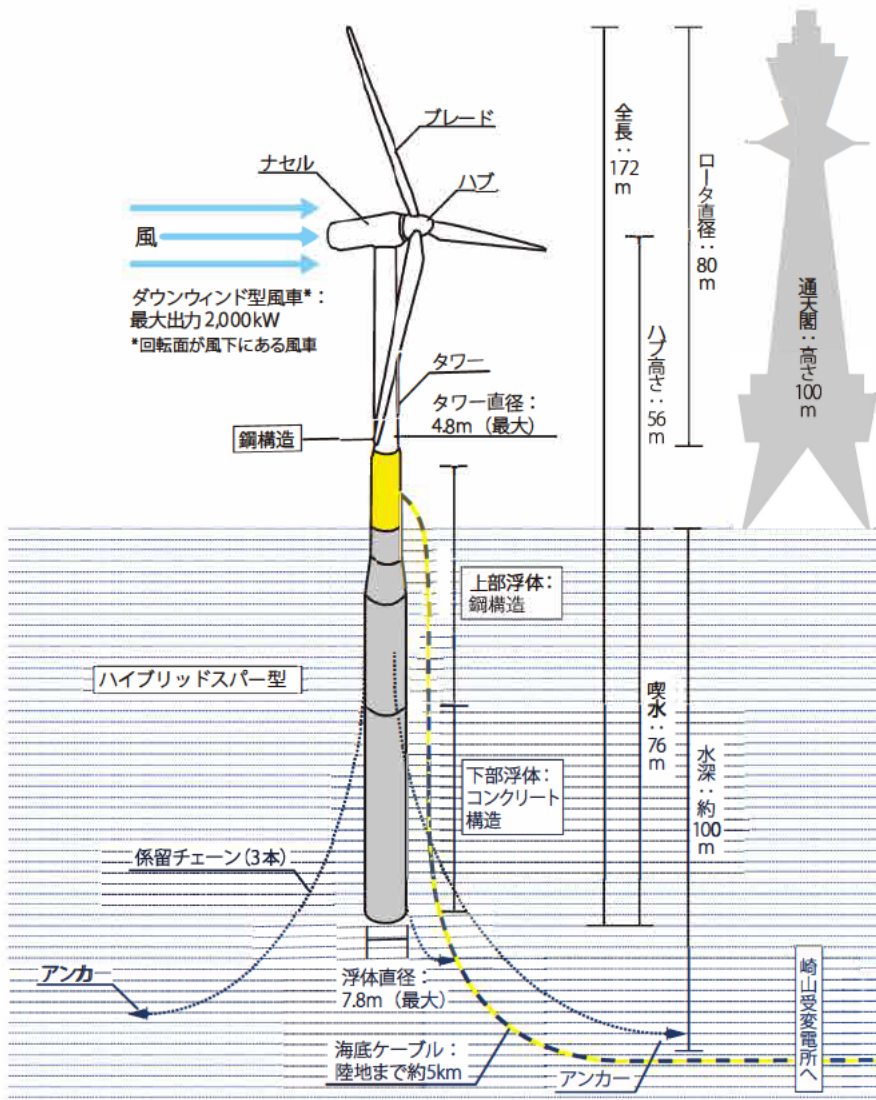 ブレード
ナセル
ハブ
風
ダウンウィンド型風車*：
最大出力2,000kW
*回転面が風下にある風車
タワー
タワー直径：
4.8m（最大）
鋼構造
全長：172m
ロータ直径：80m
ハブ高さ：56m
通天閣：高さ100m
上部浮体：
鋼構造
ハイブリッドスパー型
喫水：76m
水深：約100m
下部浮体：
コンクリート
構造
係留チェーン（3本）
アンカー
浮体直径：
7.8m（最大）
海底ケーブル：
陸地まで約5km
アンカー
崎山受変電所へ